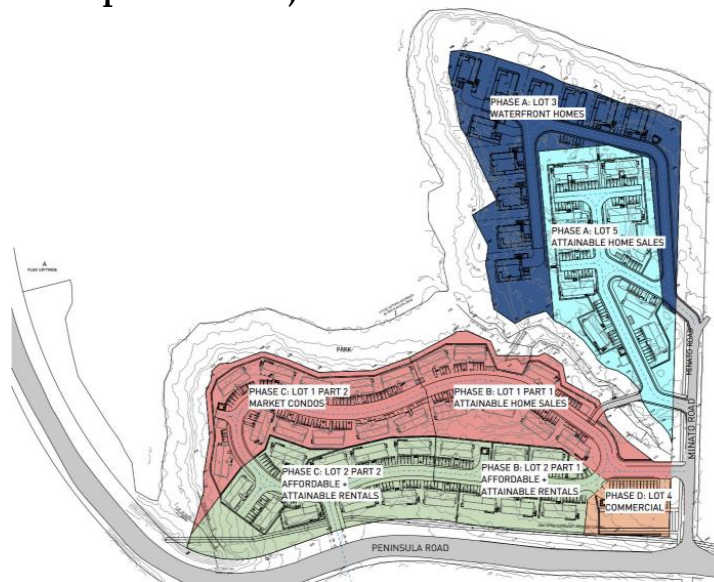 PHASE A: LOT 3
WATERFRONT HOMES
PHASE A: LOT 5
ATTAINABLE HOME SALES
A
PARK
MINATO ROAD
MINATO ROAD
PHASE C: LOT 1 PART 2
MARKET CONDOS
PHASE B: LOT 1 PART 1
ATTAINABLE HOME SALES
PHASE C: LOT 2 PART 2
AFFORDABLE +
ATTAINABLE RENTALS
PHASE B: LOT 2 PART 1
AFFORDABLE +
ATTAINABLE RENTALS
PHASE D: LOT 4
COMMERCIAL
PENINSULA ROAD